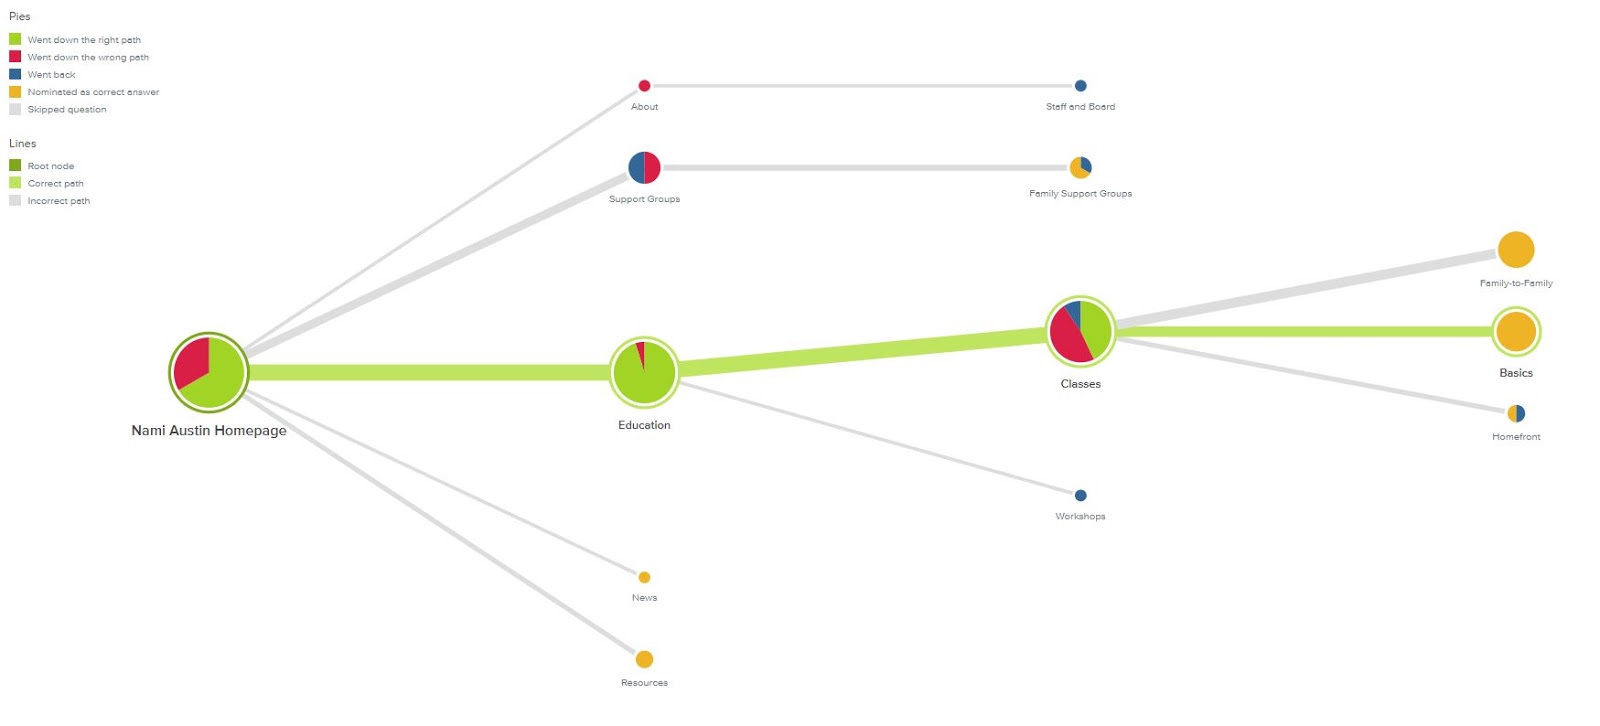 Pies
Went down the right path
Went down the wrong path
Went back
Nominated as correct answer
Skipped question
Lines
Root node
Correct path
Incorrect path
About
Staff and Board
Support Groups
Family Support Groups
Family-to-Family
Nami Austin Homepage
Education
Classes
Basics
Homefront
Workshops
News
Resources